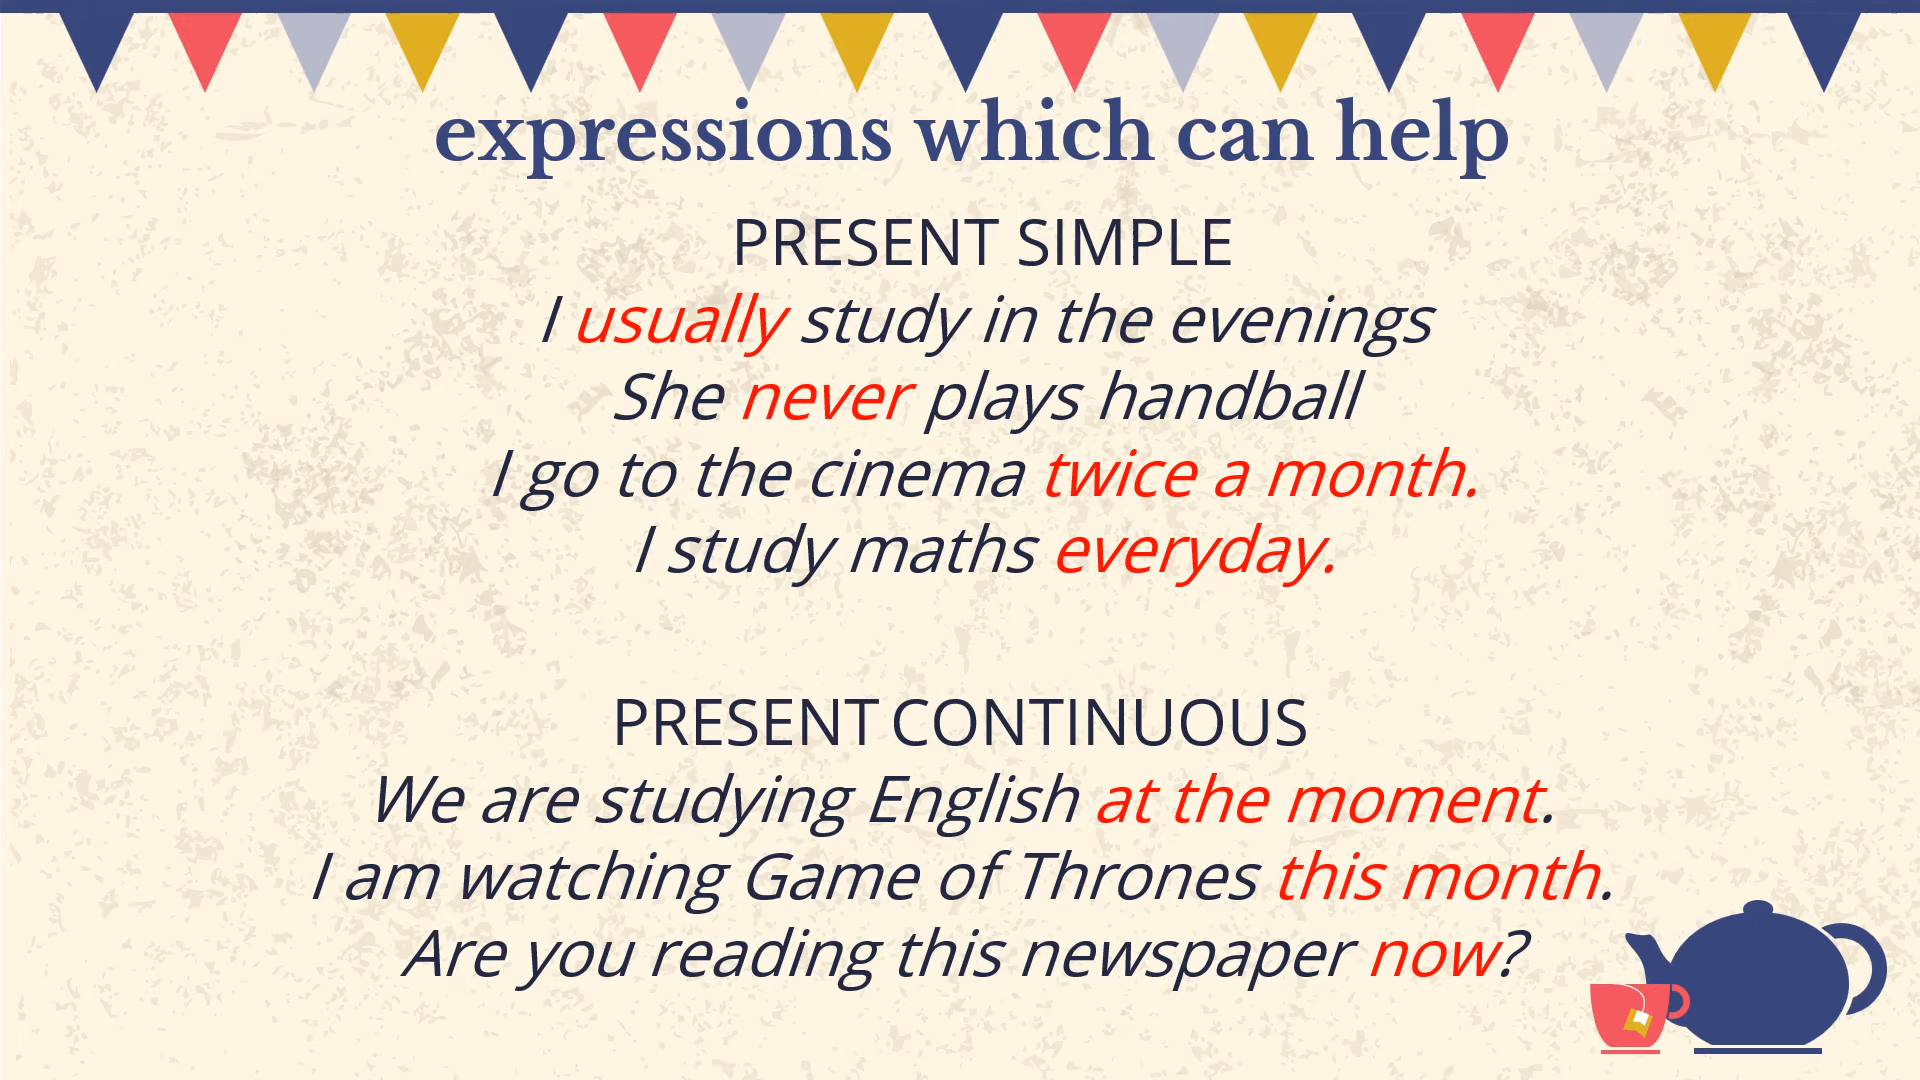 expressions which can help
PRESENT SIMPLE
I usually study in the evenings
She never plays handball
I go to the cinema twice a month.
I study maths everyday.
PRESENT CONTINUOUS
We are studying English at the moment.
I am watching Game of Thrones this month.
Are you reading this newspaper now?